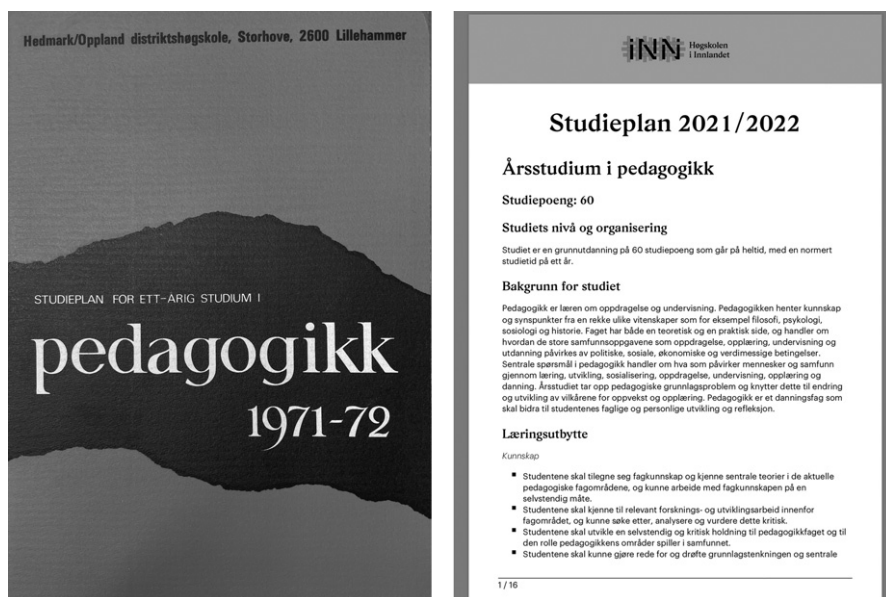 Hedmark/Oppland distriktshøgskole, Storhove, 2600 Lillehammer
STUDIEPLAN FOR ETT-ÅRIG STUDIUM I
pedagogikk
1971-72
iNN Høgskolen
i Innlandet
Studieplan 2021/2022
Årsstudium i pedagogikk
Studiepoeng: 60
Studiets nivå og organisering
Studiet er en grunnutdanning på 60 studiepoeng som går på heltid, med en normert
studietid på ett år.
Bakgrunn for studiet
Pedagogikk er læren om oppdragelse og undervisning. Pedagogikken henter kunnskap
og synspunkter fra en rekke ulike vitenskaper som for eksempel filosofi, psykologi,
sosiologi og historie. Faget har både en teoretisk og en praktisk side, og handler om
hvordan de store samfunnsoppgavene som oppdragelse, opplæring, undervisning og
utdanning påvirkes av politiske, sosiale, økonomiske og verdimessige betingelser.
Sentrale spørsmål i pedagogikk handler om hva som påvirker mennesker og samfunn
gjennom læring, utvikling, sosialisering, oppdragelse, undervisning, opplæring og
danning. Årsstudiet tar opp pedagogiske grunnlagsproblem og knytter dette til endring
og utvikling av vilkårene for oppvekst og opplæring. Pedagogikk er et danningsfag som
skal bidra til studentenes faglige og personlige utvikling og refleksjon.
Læringsutbytte
Kunnskap
Studentene skal tilegne seg fagkunnskap og kjenne sentrale teorier i de aktuelle
pedagogiske fagområdene, og kunne arbeide med fagkunnskapen på en
selvstendig måte.
Studentene skal kjenne til relevant forsknings- og utviklingsarbeid innenfor
fagområdet, og kunne søke etter, analysere og vurdere dette kritisk.
Studentene skal utvikle en selvstendig og kritisk holdning til pedagogikkfaget og til
den rolle pedagogikkens områder spiller i samfunnet.
Studentene skal kunne gjøre rede for og drøfte grunnlagstenkningen og sentrale
1 / 16